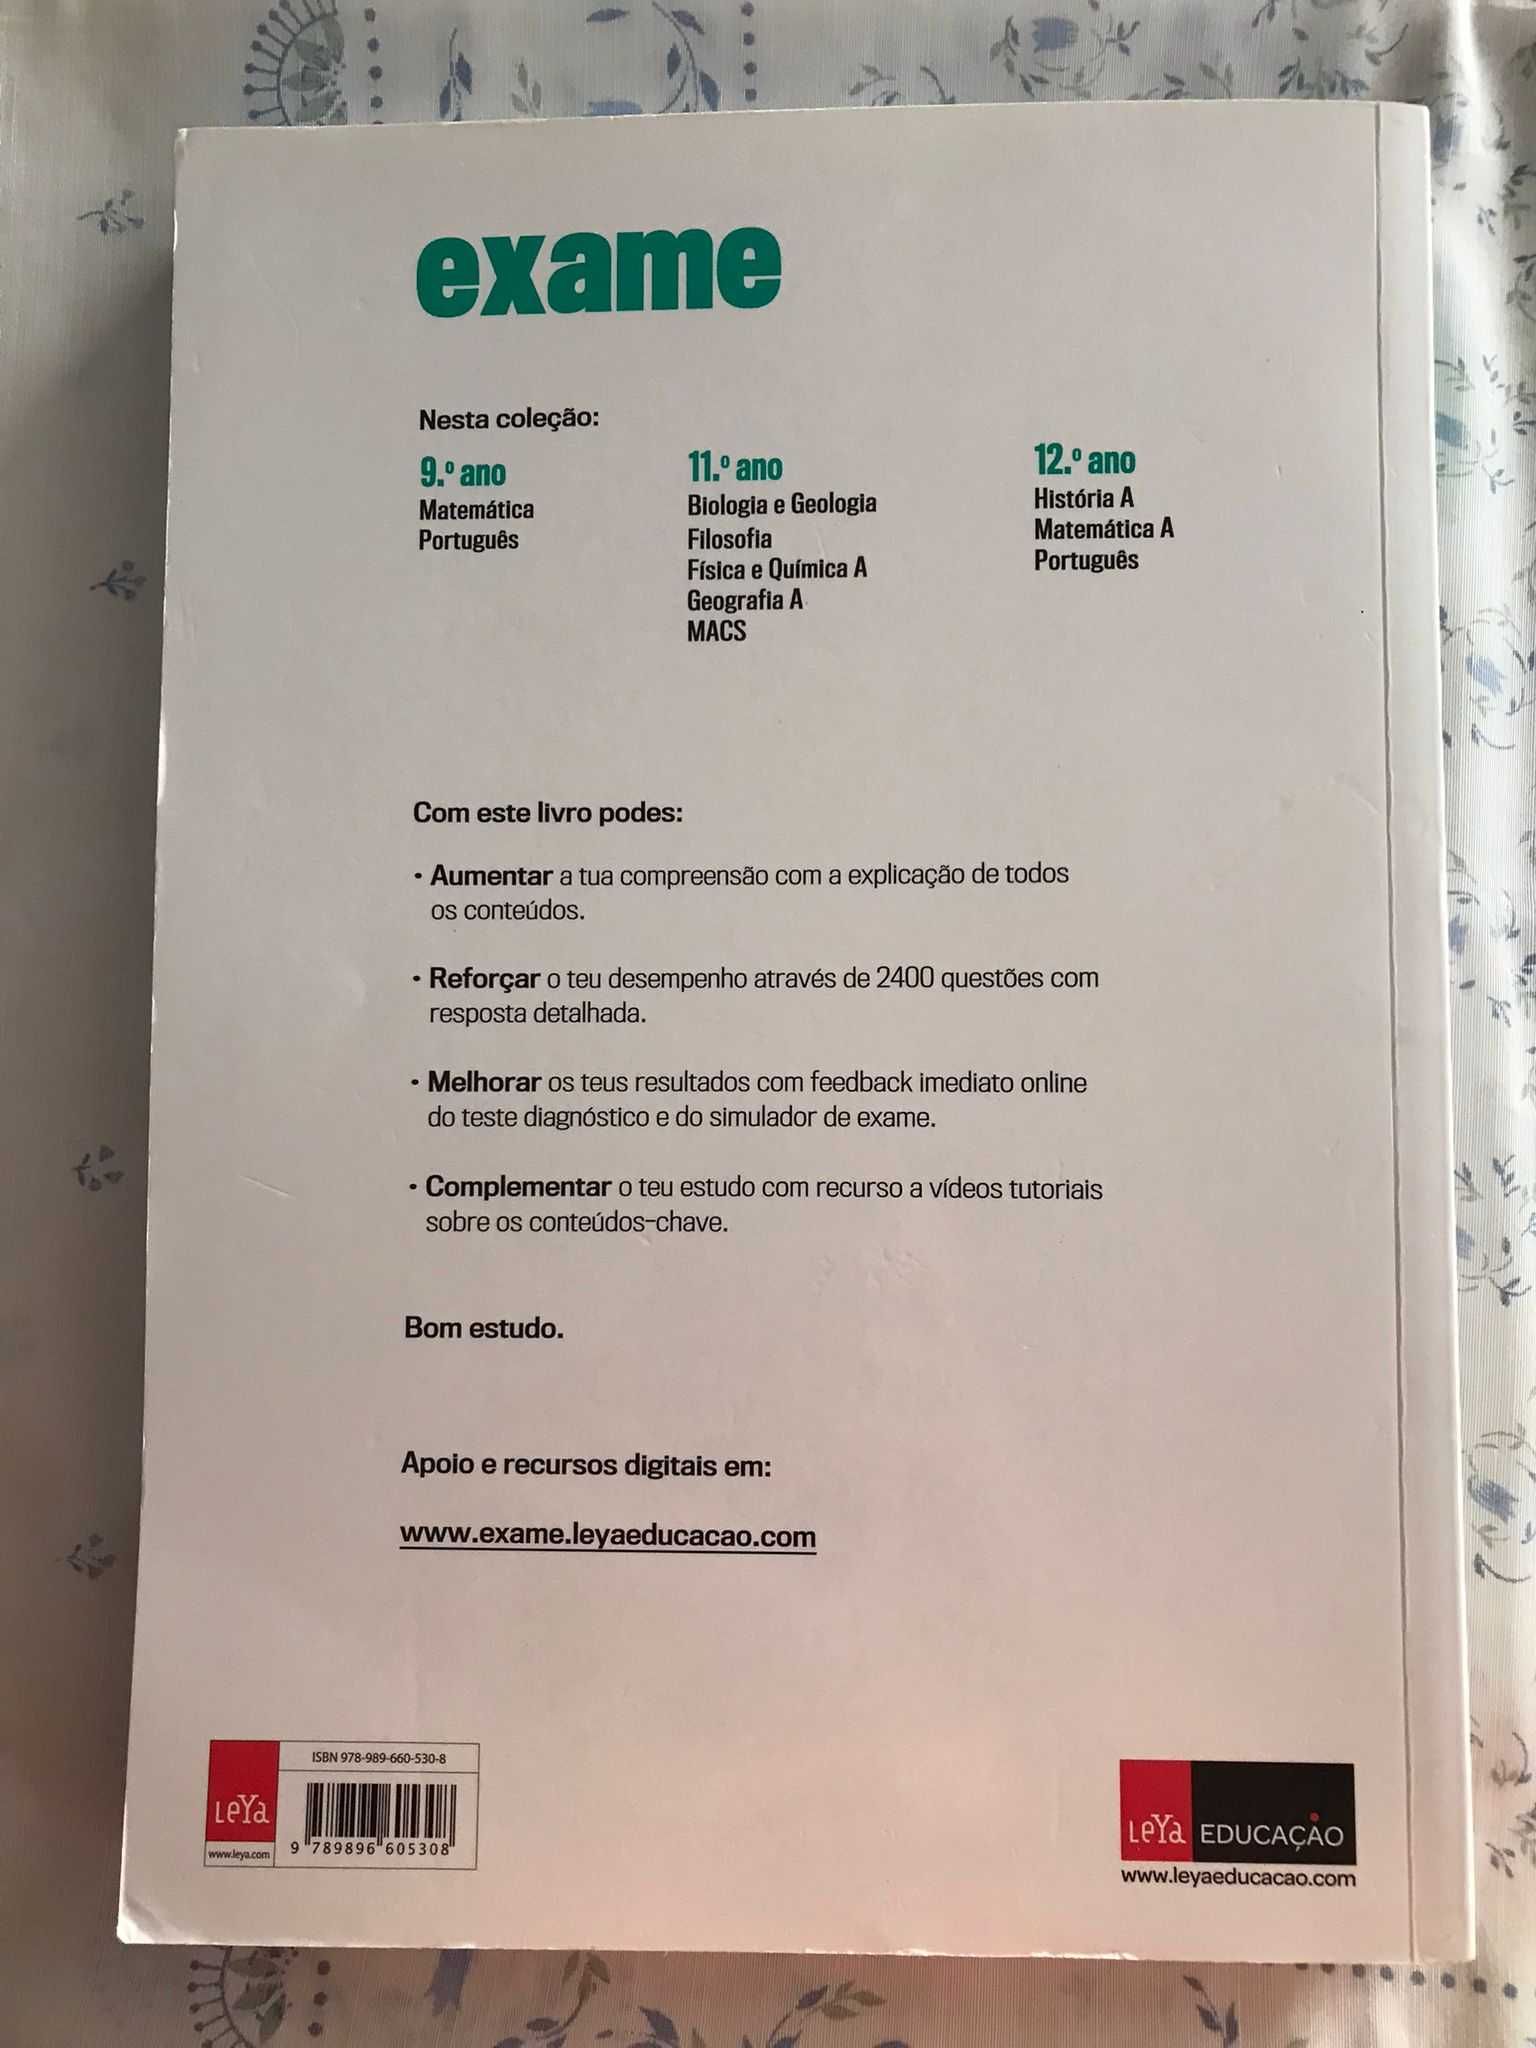 exame
Nesta coleção:
9.º ano
Matemática
Português
11.º ano
Biologia e Geologia
Filosofia
Física e Química A
Geografia A
MACS
12.º ano
História A
Matemática A
Português
Com este livro podes:
• Aumentar a tua compreensão com a explicação de todos
os conteúdos.
• Reforçar o teu desempenho através de 2400 questões com
resposta detalhada.
• Melhorar os teus resultados com feedback imediato online
do teste diagnóstico e do simulador de exame.
• Complementar o teu estudo com recurso a vídeos tutoriais
sobre os conteúdos-chave.
Bom estudo.
Apoio e recursos digitais em:
www.exame.leyaeducacao.com
LeYa
www.leya.com
ISBN 978-989-660-530-8
9 789896 605308
LeYa EDUCAÇÃO
www.leyaeducacao.com